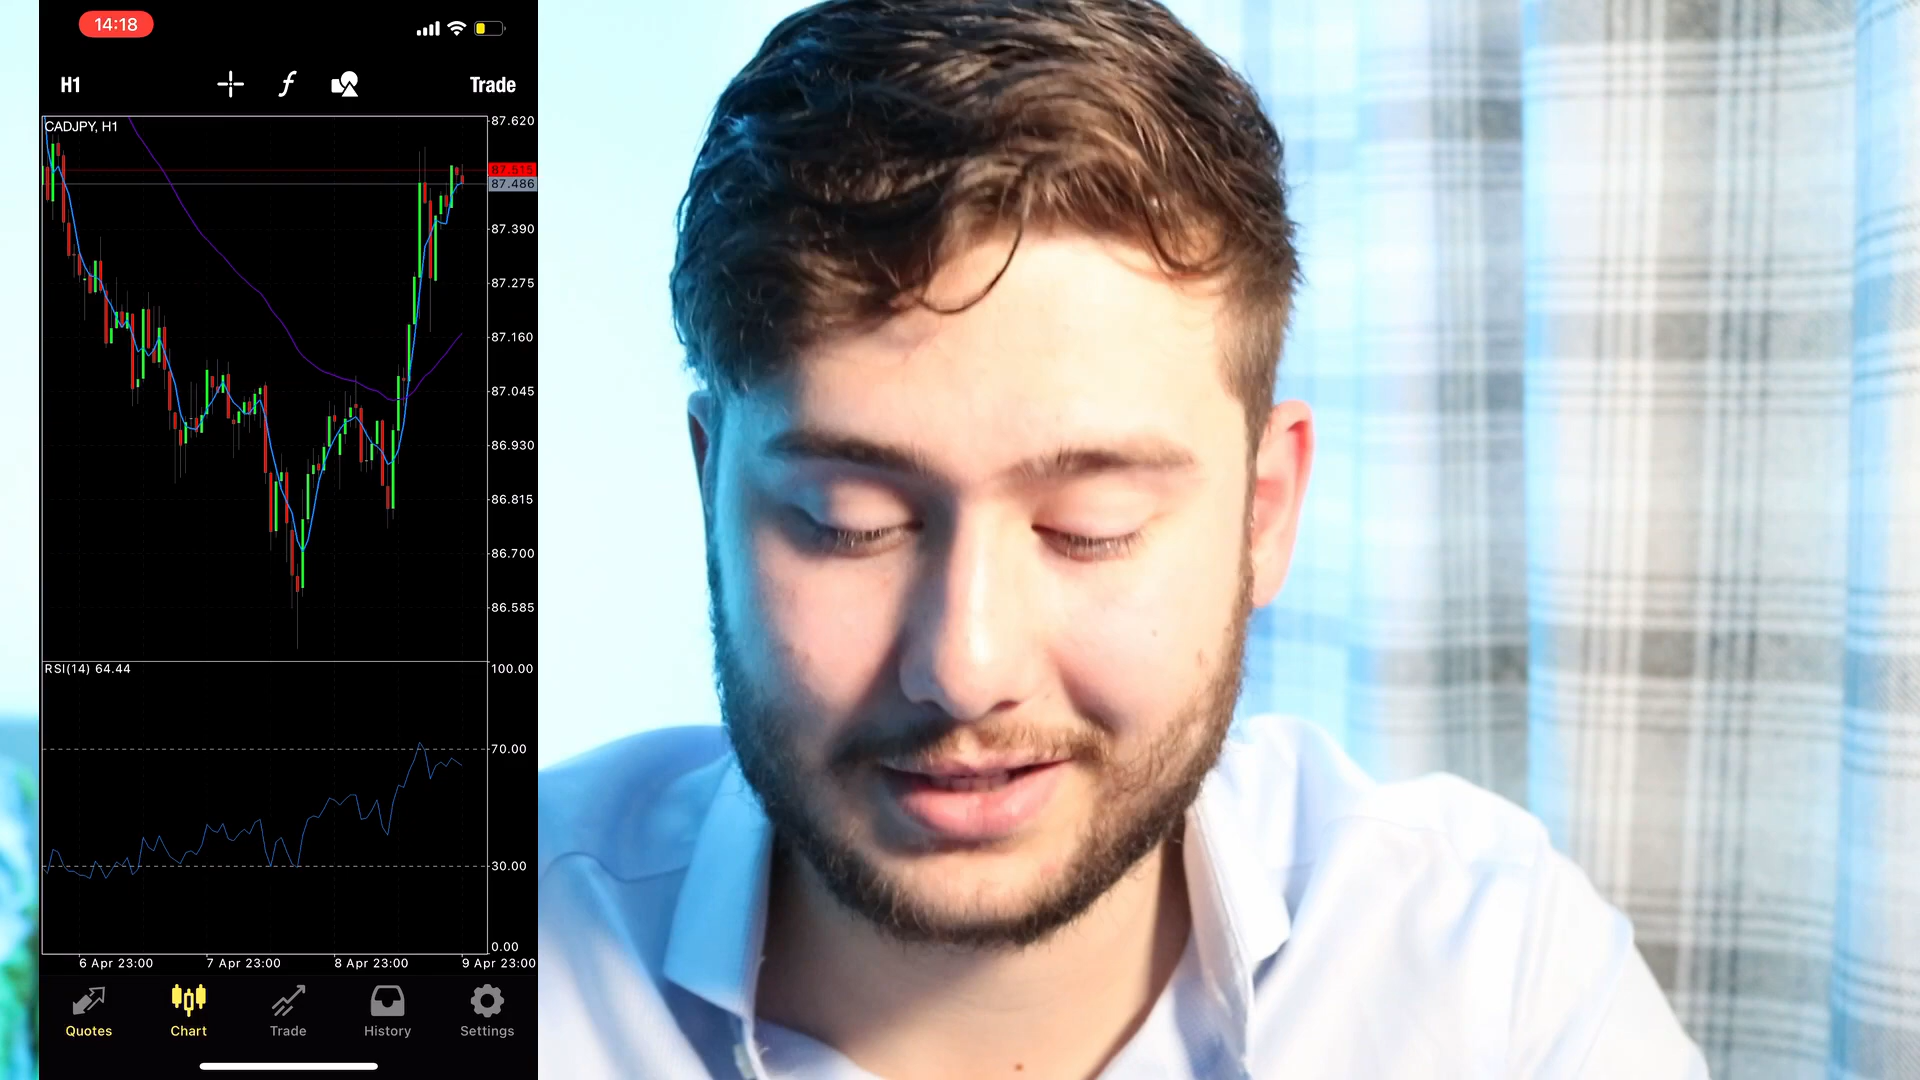 14:18
H1
f
Trade
CADJPY, H1
87.620
87.515
87.486
87.390
87.275
87.160
87.045
86.930
86.815
86.700
86.585
RSI(14) 64.44
100.00
70.00
30.00
0.00
6 Apr 23:00
7 Apr 23:00
8 Apr 23:00
9 Apr 23:00
Quotes
Chart
Trade
History
Settings